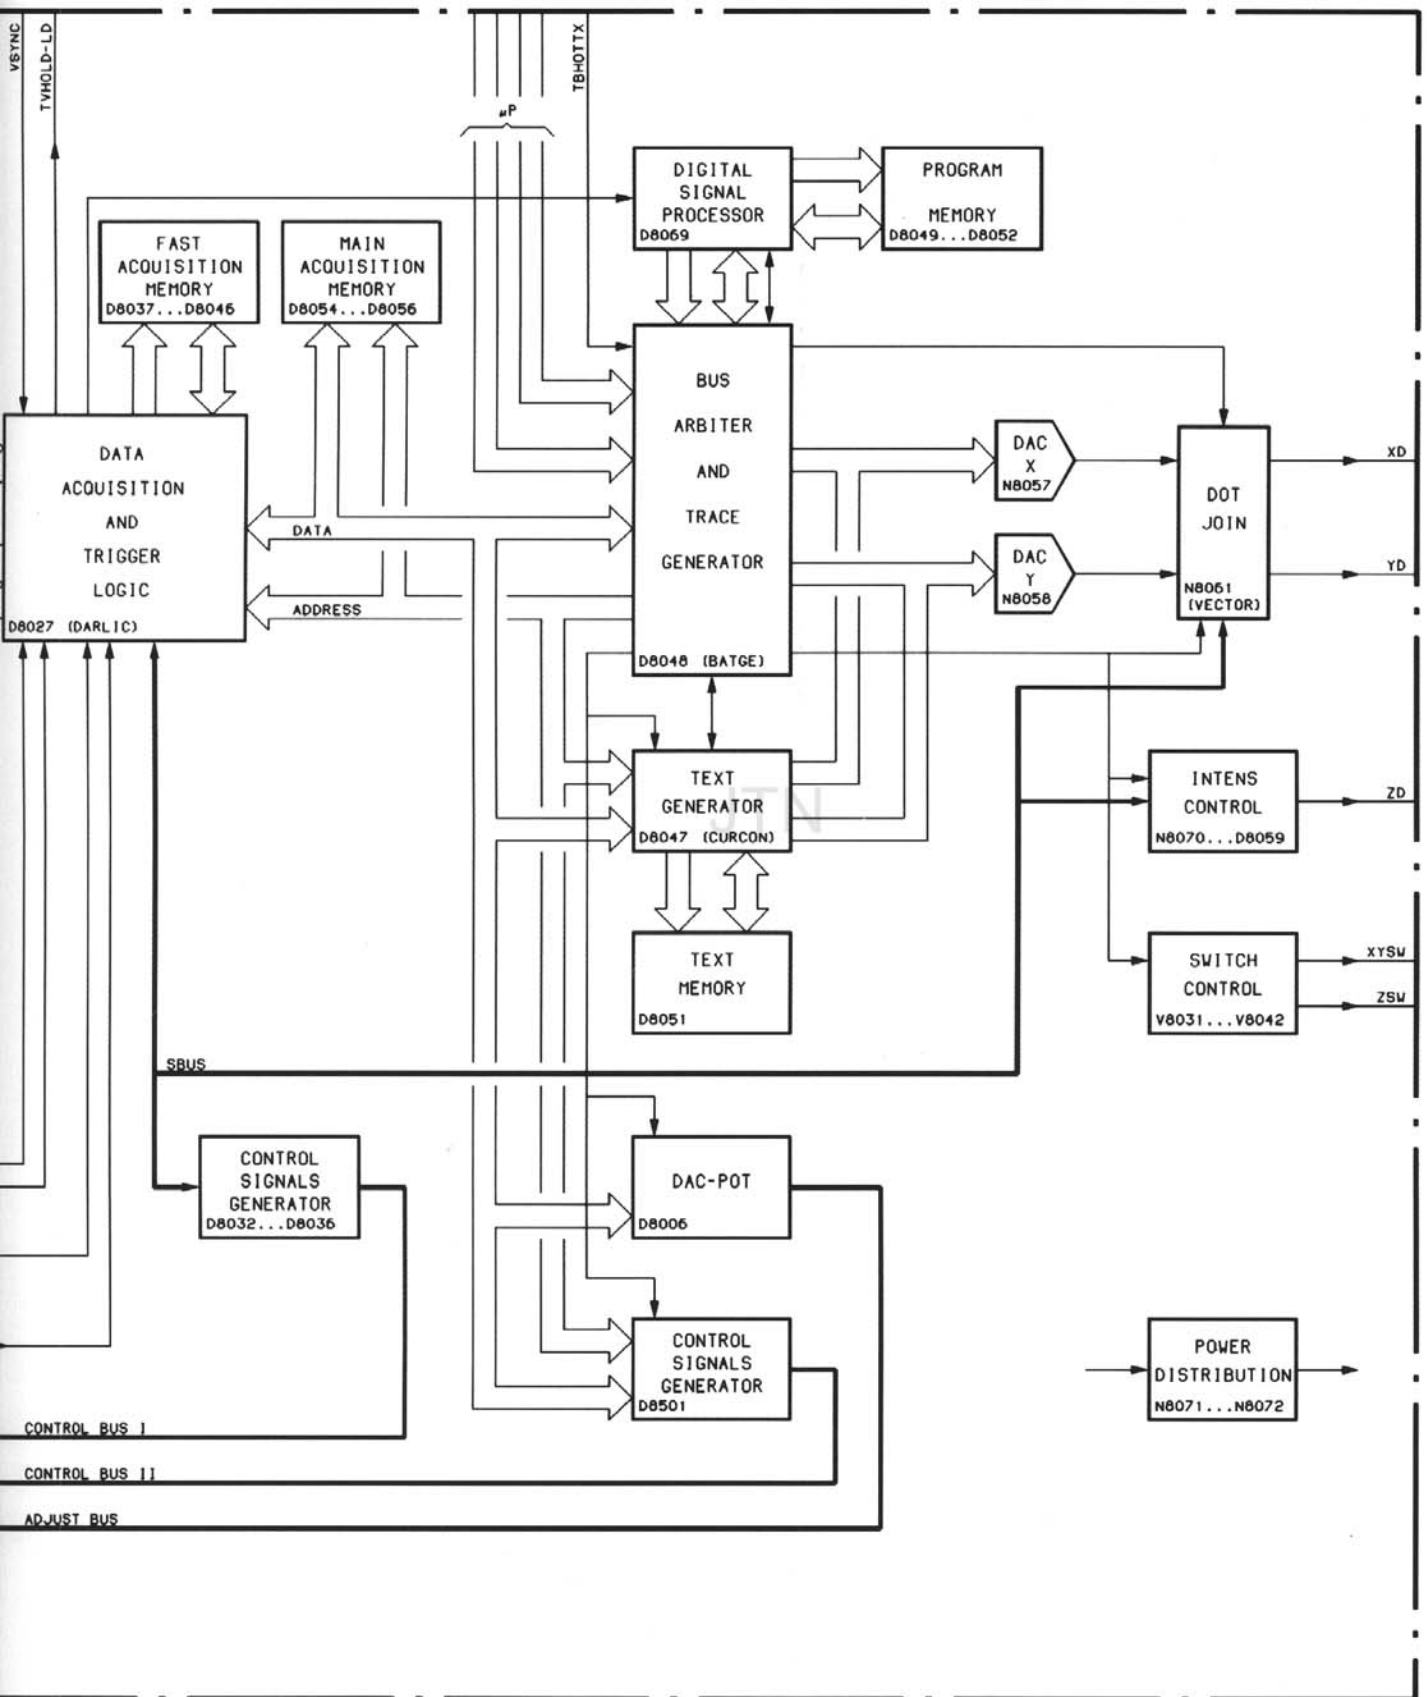 VSYNC
TVHOLD-LD
TBHOTTX
µP
DIGITAL
SIGNAL
PROCESSOR
D8069
PROGRAM
MEMORY
D8049...D8052
FAST
ACQUISITION
MEMORY
D8037...D8046
MAIN
ACQUISITION
MEMORY
D8054...D8056
DATA
ACQUISITION
AND
TRIGGER
LOGIC
D8027 (DARLIC)
DATA
ADDRESS
BUS
ARBITER
AND
TRACE
GENERATOR
D8048 (BATGE)
DAC
X
N8057
DAC
Y
N8058
DOT
JOIN
N8061
(VECTOR)
XD
YD
TEXT
GENERATOR
D8047 (CURCON)
JTN
INTENS
CONTROL
N8070...D8059
ZD
TEXT
MEMORY
D8051
SWITCH
CONTROL
V8031...V8042
XYSW
ZSW
SBUS
CONTROL
SIGNALS
GENERATOR
D8032...D8036
DAC-POT
D8006
CONTROL
SIGNALS
GENERATOR
D8501
POWER
DISTRIBUTION
N8071...N8072
CONTROL BUS I
CONTROL BUS II
ADJUST BUS